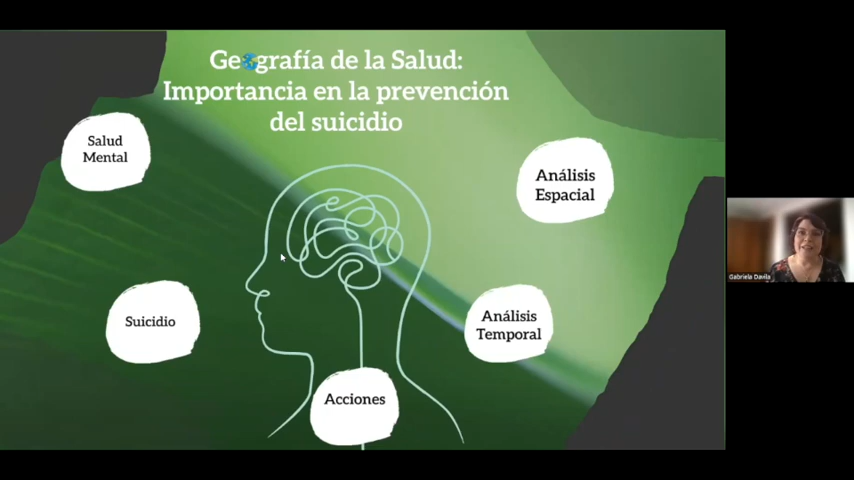 Geografía de la Salud:
Importancia en la prevención
del suicidio
Salud
Mental
Análisis
Espacial
Suicidio
Análisis
Temporal
Acciones
Gabriela Davila